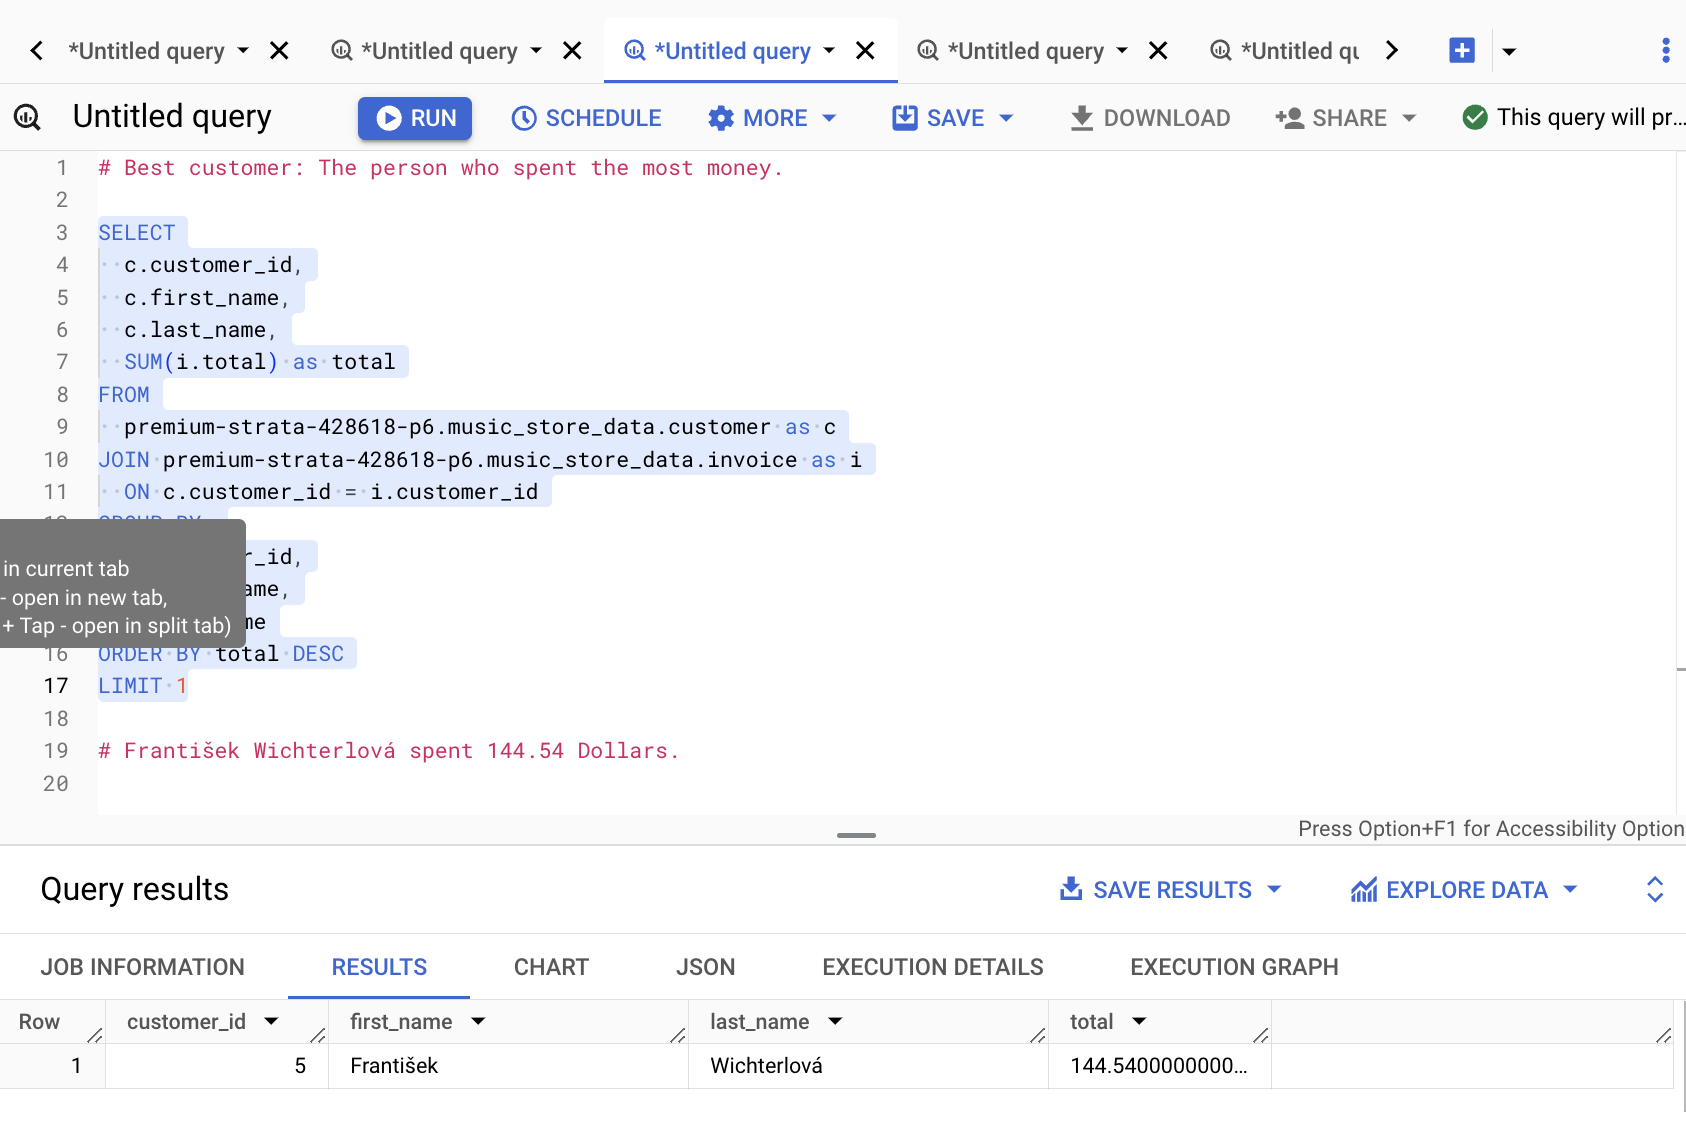 *Untitled query *Untitled query *Untitled query *Untitled query *Untitled qu
Untitled query RUN SCHEDULE MORE SAVE DOWNLOAD SHARE This query will pr...
1 # Best customer: The person who spent the most money.
2
3 SELECT
4 c.customer_id,
5 c.first_name,
6 c.last_name,
7 SUM(i.total) as total
8 FROM
9 premium-strata-428618-p6.music_store_data.customer as c
10 JOIN premium-strata-428618-p6.music_store_data.invoice as i
11 ON c.customer_id = i.customer_id
r_id,
in current tab
ame,
- open in new tab,
me
+ Tap - open in split tab)
16 ORDER BY total DESC
17 LIMIT 1
18
19 # František Wichterlová spent 144.54 Dollars.
20
Press Option+F1 for Accessibility Option
Query results SAVE RESULTS EXPLORE DATA
JOB INFORMATION RESULTS CHART JSON EXECUTION DETAILS EXECUTION GRAPH
Row customer_id first_name last_name total
1 5 František Wichterlová 144.5400000000...